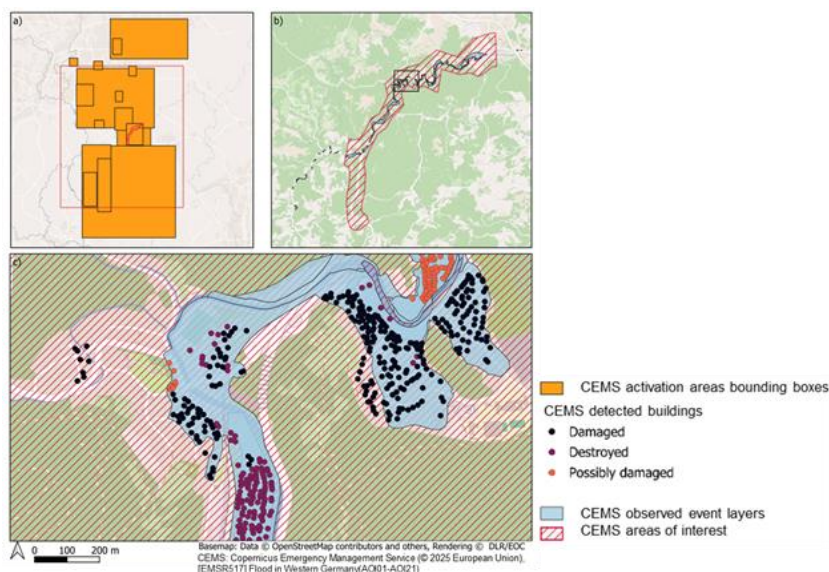 a)
b)
c)
CEMS activation areas bounding boxes
CEMS detected buildings
Damaged
Destroyed
Possibly damaged
CEMS observed event layers
CEMS areas of interest
0 100 200 m
Basemap: Data © OpenStreetMap contributors and others, Rendering © DLR/EOC
CEMS: Copernicus Emergency Management Service (© 2025 European Union),
[EMSR517] Flood in Western Germany(AOI01-AOI21)